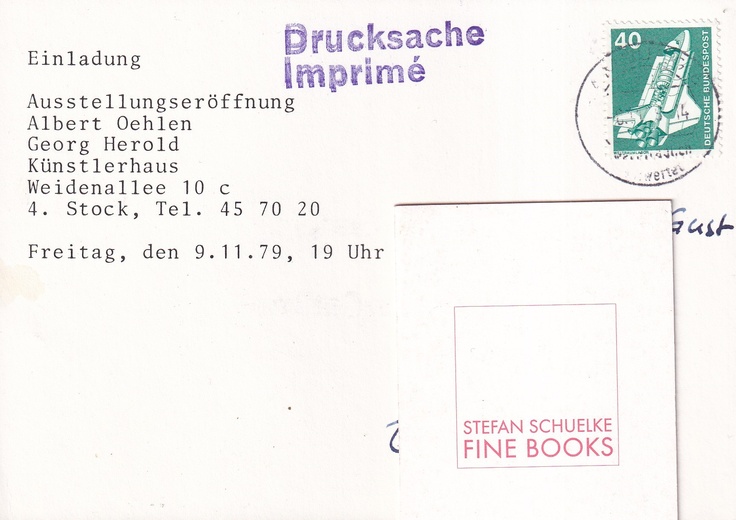 Einladung
Ausstellungseröffnung
Albert Oehlen
Georg Herold
Künstlerhaus
Weidenallee 10 c
4. Stock, Tel. 45 70 20
Freitag, den 9.11.79, 19 Uhr
Drucksache
Imprimé
40
DEUTSCHE BUNDESPOST
STEFAN SCHUELKE
FINE BOOKS